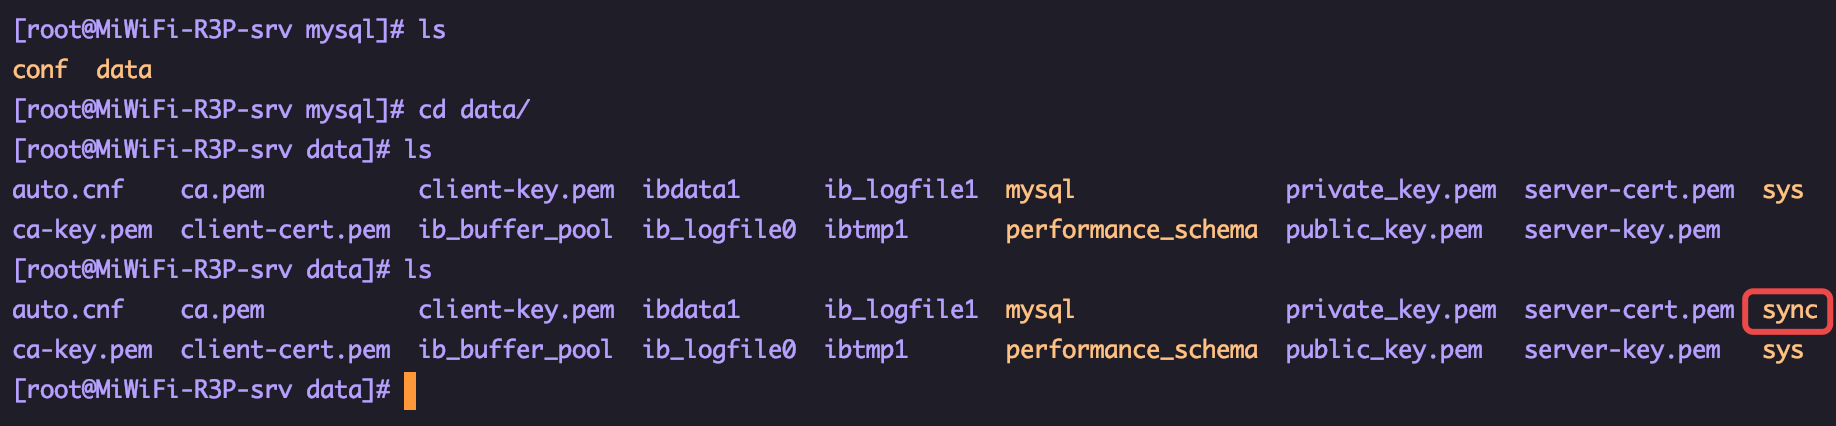 [root@MiWiFi-R3P-srv mysql]# ls
conf  data
[root@MiWiFi-R3P-srv mysql]# cd data/
[root@MiWiFi-R3P-srv data]# ls
auto.cnf    ca.pem           client-key.pem  ibdata1      ib_logfile1  mysql               private_key.pem  server-cert.pem  sys
ca-key.pem  client-cert.pem  ib_buffer_pool  ib_logfile0  ibtmp1       performance_schema  public_key.pem   server-key.pem
[root@MiWiFi-R3P-srv data]# ls
auto.cnf    ca.pem           client-key.pem  ibdata1      ib_logfile1  mysql               private_key.pem  server-cert.pem  sync
ca-key.pem  client-cert.pem  ib_buffer_pool  ib_logfile0  ibtmp1       performance_schema  public_key.pem   server-key.pem   sys
[root@MiWiFi-R3P-srv data]#